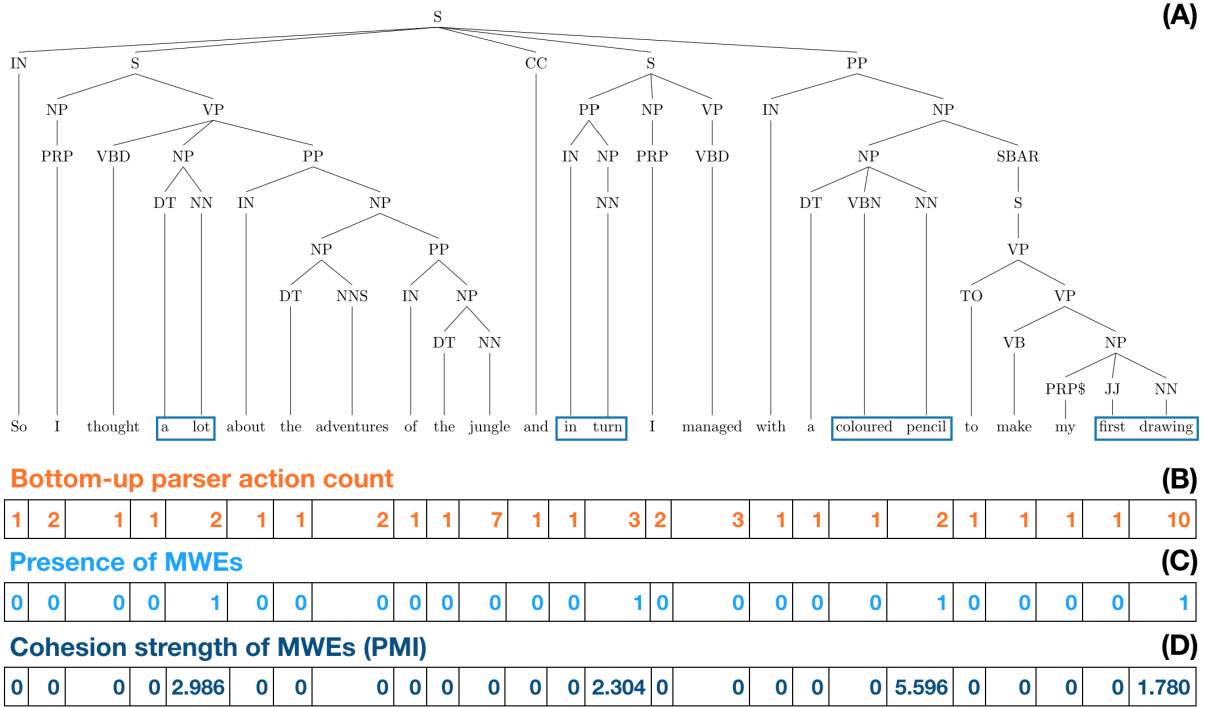 S (A)
IN S CC S PP
NP VP PP NP VP IN NP
PRP VBD NP PP IN NP PRP VBD NP SBAR
DT NN IN NP NN DT VBN NN S
NP PP VP
DT NNS IN NP TO VP
DT NN VB NP
PRP$ JJ NN
So I thought a lot about the adventures of the jungle and in turn I managed with a coloured pencil to make my first drawing
Bottom-up parser action count (B)
1 2 1 1 2 1 1 2 1 1 7 1 1 3 2 3 1 1 1 2 1 1 1 1 10
Presence of MWEs (C)
0 0 0 0 1 0 0 0 0 0 0 0 0 1 0 0 0 0 0 1 0 0 0 0 1
Cohesion strength of MWEs (PMI) (D)
0 0 0 0 2.986 0 0 0 0 0 0 0 0 2.304 0 0 0 0 0 5.596 0 0 0 0 1.780